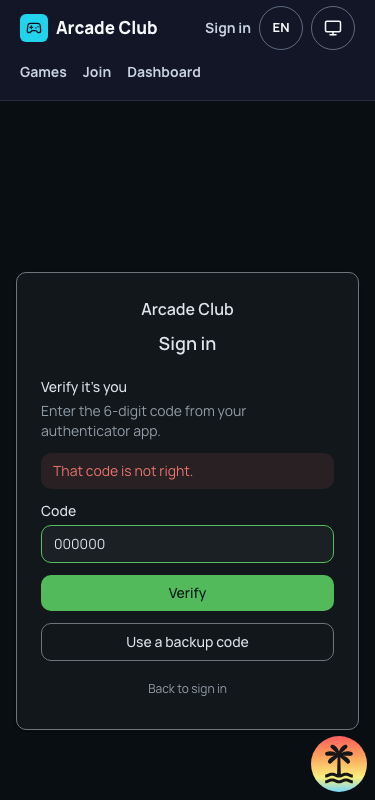 Arcade Club
Sign in
EN
Games
Join
Dashboard
Arcade Club
Sign in
Verify it's you
Enter the 6-digit code from your
authenticator app.
That code is not right.
Code
000000
Verify
Use a backup code
Back to sign in